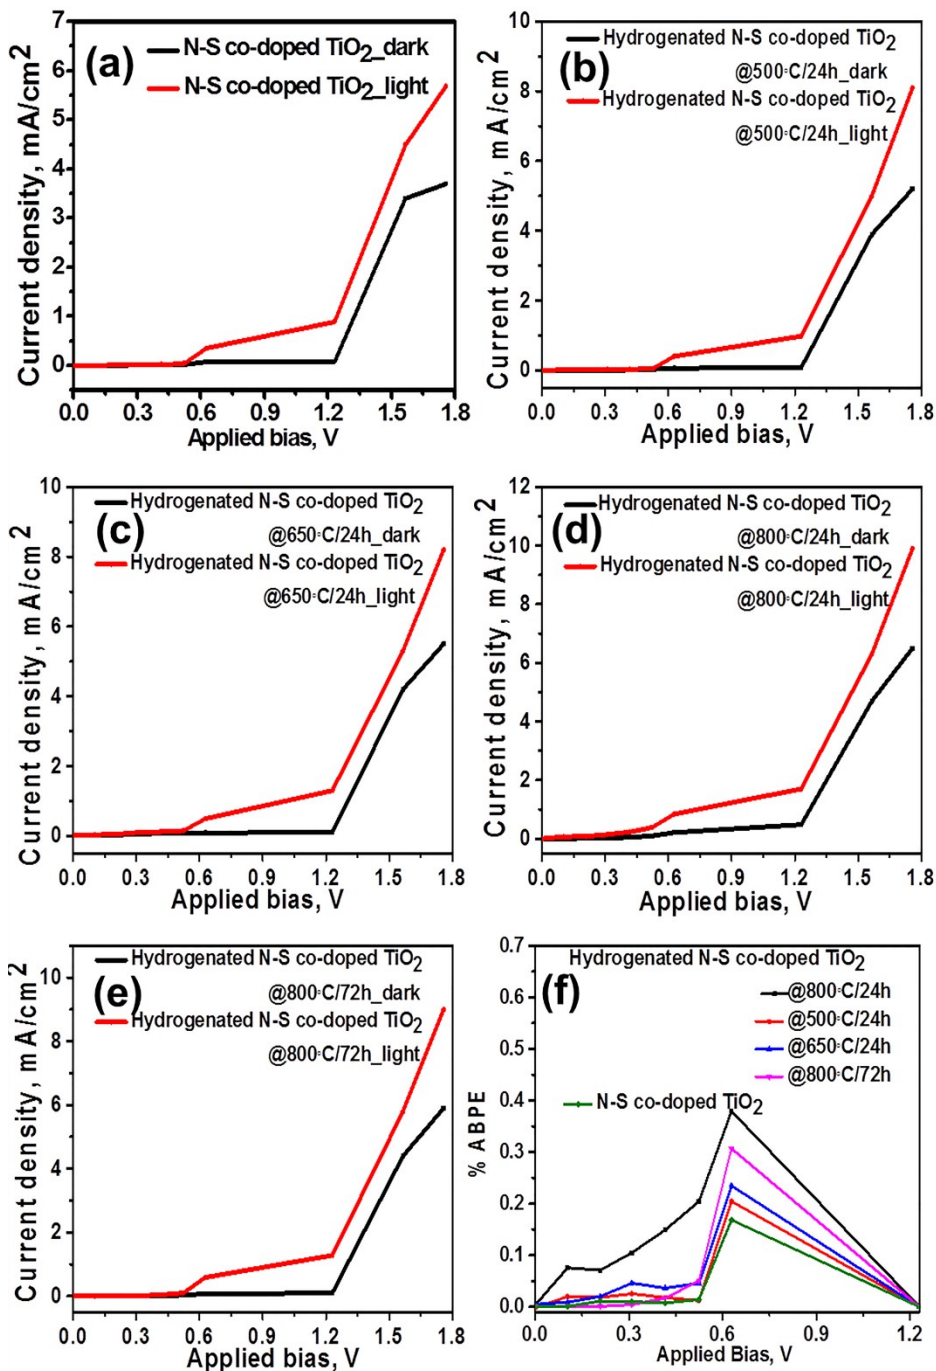 (a)
N-S co-doped TiO2_dark
N-S co-doped TiO2_light
Current density, mA/cm2
7
6
5
4
3
2
1
0
0.0 0.3 0.6 0.9 1.2 1.5 1.8
Applied bias, V
(b)
Hydrogenated N-S co-doped TiO2
@500◦C/24h_dark
Hydrogenated N-S co-doped TiO2
@500◦C/24h_light
Current density, mA/cm2
10
8
6
4
2
0
0.0 0.3 0.6 0.9 1.2 1.5 1.8
Applied bias, V
(c)
Hydrogenated N-S co-doped TiO2
@650◦C/24h_dark
Hydrogenated N-S co-doped TiO2
@650◦C/24h_light
Current density, mA/cm2
10
8
6
4
2
0
0.0 0.3 0.6 0.9 1.2 1.5 1.8
Applied bias, V
(d)
Hydrogenated N-S co-doped TiO2
@800◦C/24h_dark
Hydrogenated N-S co-doped TiO2
@800◦C/24h_light
Current density, mA/cm2
12
10
8
6
4
2
0
0.0 0.3 0.6 0.9 1.2 1.5 1.8
Applied bias, V
(e)
Hydrogenated N-S co-doped TiO2
@800◦C/72h_dark
Hydrogenated N-S co-doped TiO2
@800◦C/72h_light
Current density, mA/cm2
10
8
6
4
2
0
0.0 0.3 0.6 0.9 1.2 1.5 1.8
Applied bias, V
(f)
Hydrogenated N-S co-doped TiO2
@800◦C/24h
@500◦C/24h
@650◦C/24h
@800◦C/72h
N-S co-doped TiO2
% ABPE
0.7
0.6
0.5
0.4
0.3
0.2
0.1
0.0
0.0 0.3 0.6 0.9 1.2
Applied Bias, V